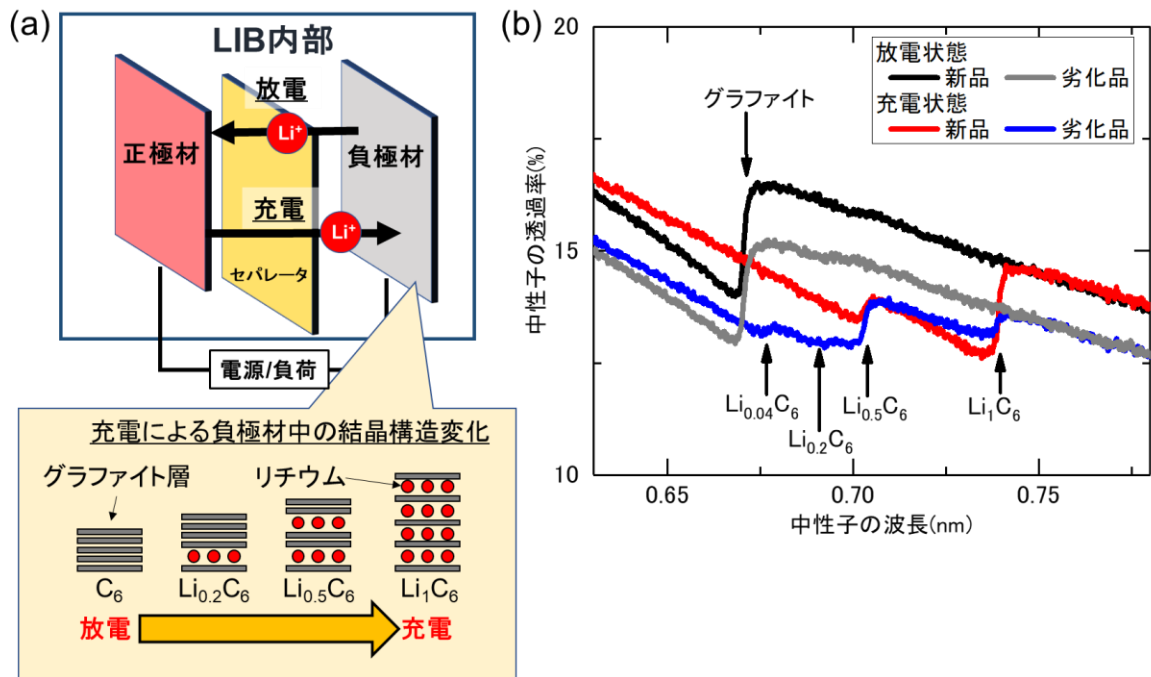 (a)
LIB内部
放電
Li⁺
正極材
負極材
充電
Li⁺
セパレータ
電源/負荷
充電による負極材中の結晶構造変化
グラファイト層
リチウム
C₆
Li₀.₂C₆
Li₀.₅C₆
Li₁C₆
放電
充電
(b)
20
15
10
中性子の透過率(%)
放電状態
新品 劣化品
充電状態
新品 劣化品
グラファイト
Li₀.₀₄C₆
Li₀.₂C₆
Li₀.₅C₆
Li₁C₆
0.65 0.70 0.75
中性子の波長(nm)